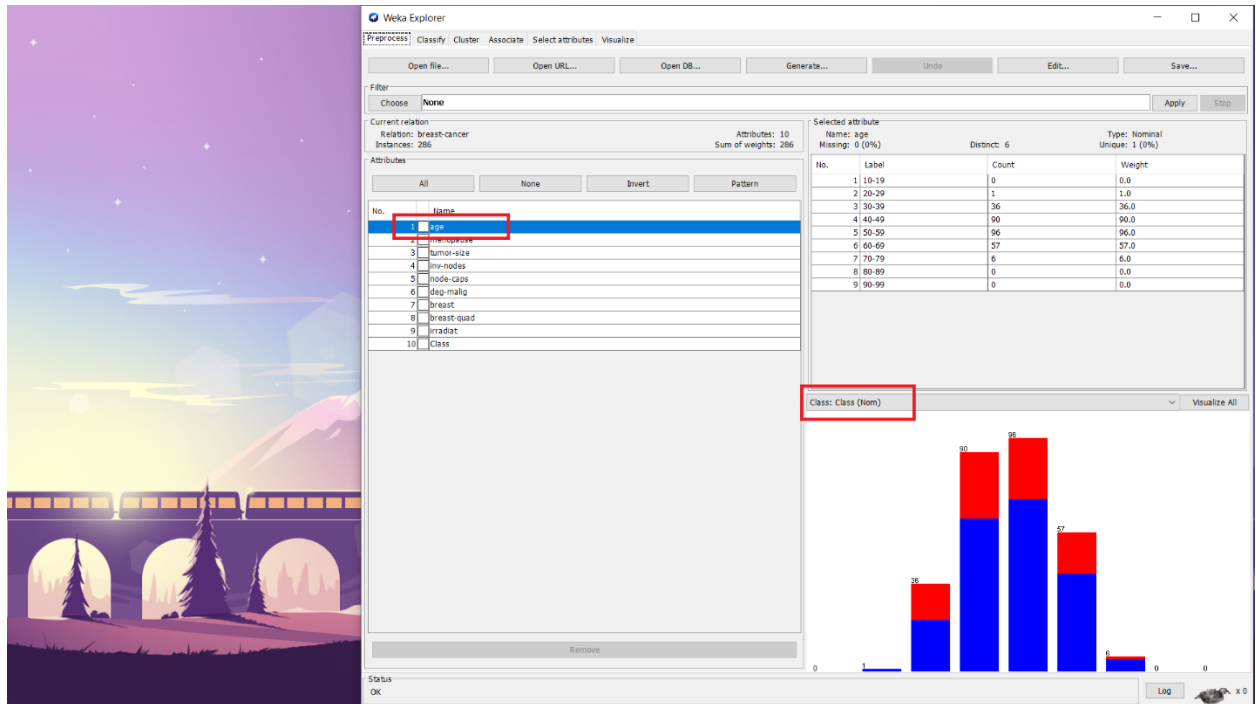 Weka Explorer
Preprocess Classify Cluster Associate Select attributes Visualize
Open file... Open URL... Open DB... Generate... Undo Edit... Save...
Filter
Choose None Apply Stop
Current relation
Relation: breast-cancer Attributes: 10
Instances: 286 Sum of weights: 286
Attributes
All None Invert Pattern
No. Name
1 age
2 menopause
3 tumor-size
4 inv-nodes
5 node-caps
6 deg-malig
7 breast
8 breast-quad
9 irradiat
10 Class
Remove
Selected attribute
Name: age Type: Nominal
Missing: 0 (0%) Distinct: 6 Unique: 1 (0%)
No. Label Count Weight
1 10-19 0 0.0
2 20-29 1 1.0
3 30-39 36 36.0
4 40-49 90 90.0
5 50-59 96 96.0
6 60-69 57 57.0
7 70-79 6 6.0
8 80-89 0 0.0
9 90-99 0 0.0
Class: Class (Nom) Visualize All
0 1 36 90 96 57 6 0 0
Status
OK
Log x 0